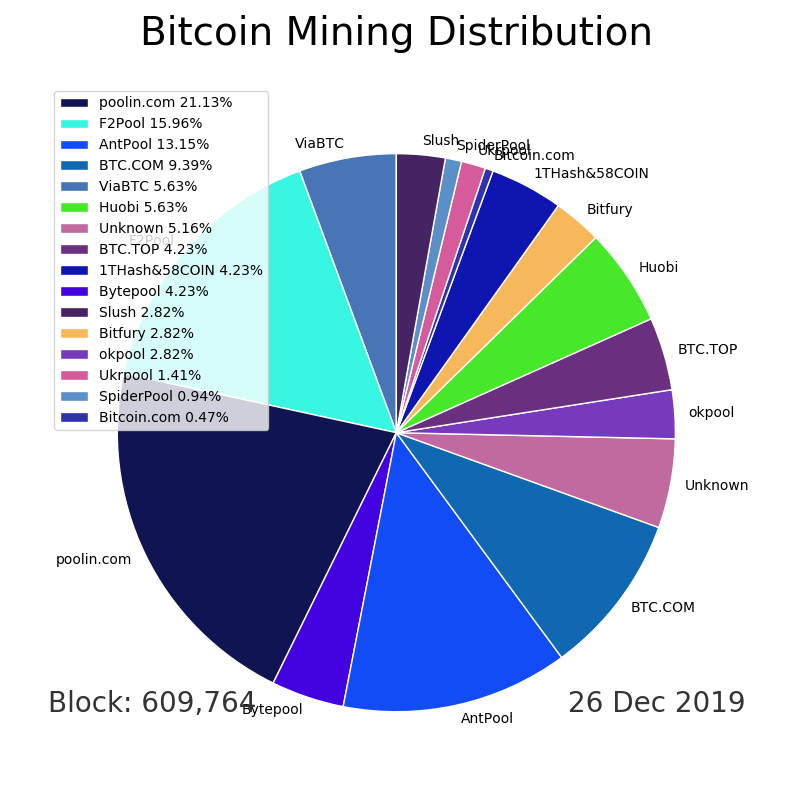 Bitcoin Mining Distribution
poolin.com 21.13%
F2Pool 15.96%
AntPool 13.15%
BTC.COM 9.39%
ViaBTC 5.63%
Huobi 5.63%
Unknown 5.16%
BTC.TOP 4.23%
1THash&58COIN 4.23%
Bytepool 4.23%
Slush 2.82%
Bitfury 2.82%
okpool 2.82%
Ukrpool 1.41%
SpiderPool 0.94%
Bitcoin.com 0.47%
ViaBTC
Slush
SpiderPool
Ukrpool
Bitcoin.com
1THash&58COIN
Bitfury
F2Pool
Huobi
BTC.TOP
okpool
Unknown
poolin.com
BTC.COM
Block: 609,764
26 Dec 2019
Bytepool
AntPool